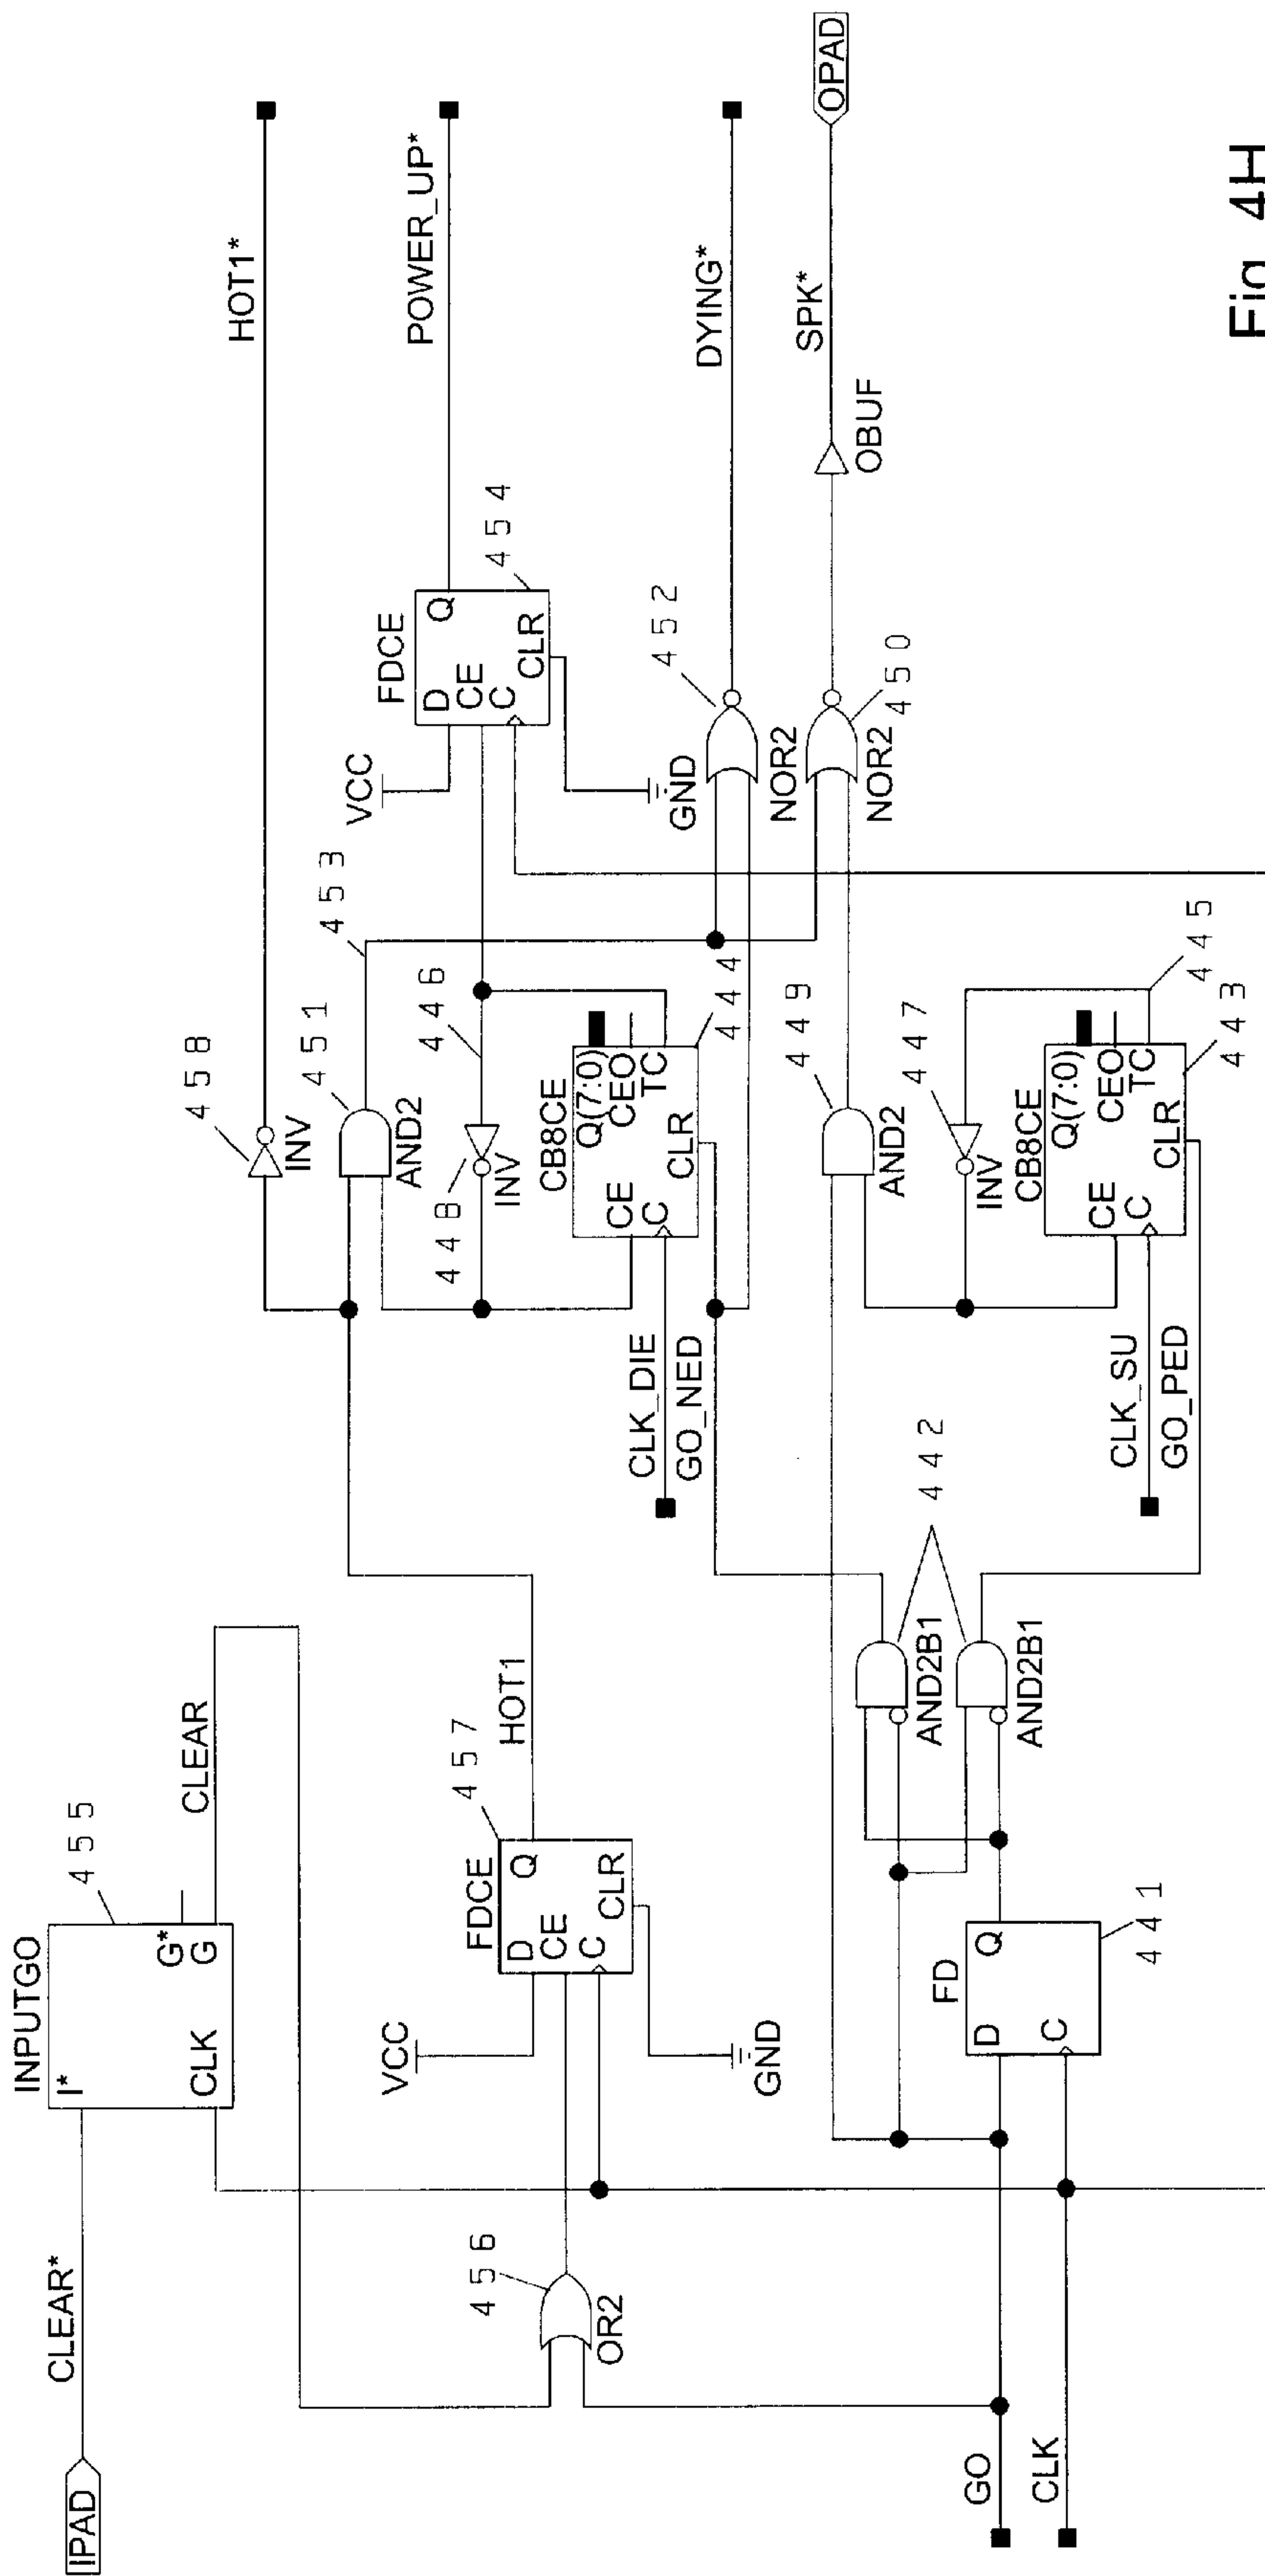 IPAD
CLEAR*
INPUTGO
I*
CLK
G*
G
455
CLEAR
456
OR2
VCC
FDCE
457
D
CE
C
Q
CLR
GND
HOT1
458
INV
HOT1*
451
AND2
453
446
448
INV
CB8CE
Q(7:0)
CEO
TC
CE
C
CLR
444
CLK_DIE
GO_NED
VCC
FDCE
D
CE
C
Q
CLR
454
GND
POWER_UP*
452
NOR2
DYING*
GO
CLK
FD
D
C
Q
441
AND2B1
AND2B1
442
449
AND2
447
INV
CB8CE
Q(7:0)
CEO
TC
CE
C
CLR
445
443
CLK_SU
GO_PED
NOR2
450
OBUF
SPK*
OPAD
Fig. 4H